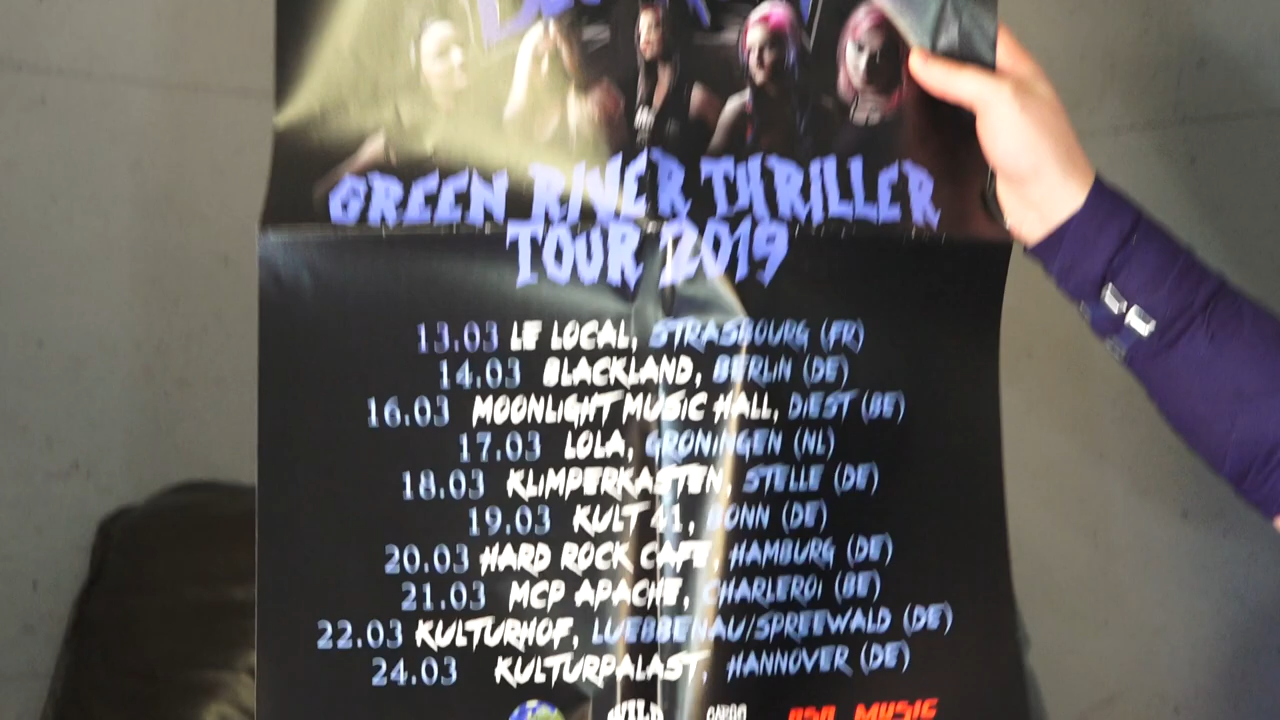 GREEN RIVER THRILLER
TOUR 2019
13.03 LE LOCAL, STRASBOURG (FR)
14.03 BLACKLAND, BERLIN (DE)
16.03 MOONLIGHT MUSIC HALL, DIEST (BE)
17.03 LOLA, GRONINGEN (NL)
18.03 KLIMPERKASTEN, STELLE (DE)
19.03 KULT 41, BONN (DE)
20.03 HARD ROCK CAFE, HAMBURG (DE)
21.03 MCP APACHE, CHARLEROI (BE)
22.03 KULTURHOF, LUEBBENAU/SPREEWALD (DE)
24.03 KULTURPALAST, HANNOVER (DE)
WILD MUSIC